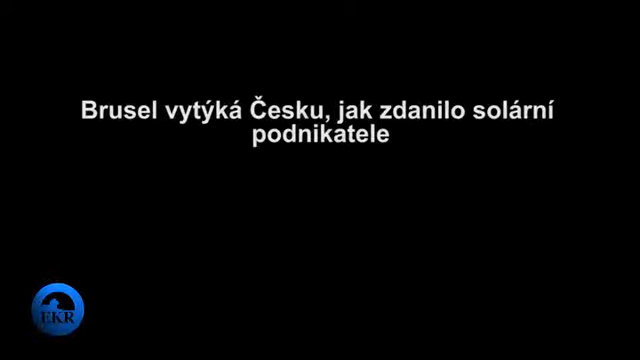 Brusel vytýká Česku, jak zdanilo solární
podnikatele
EKR